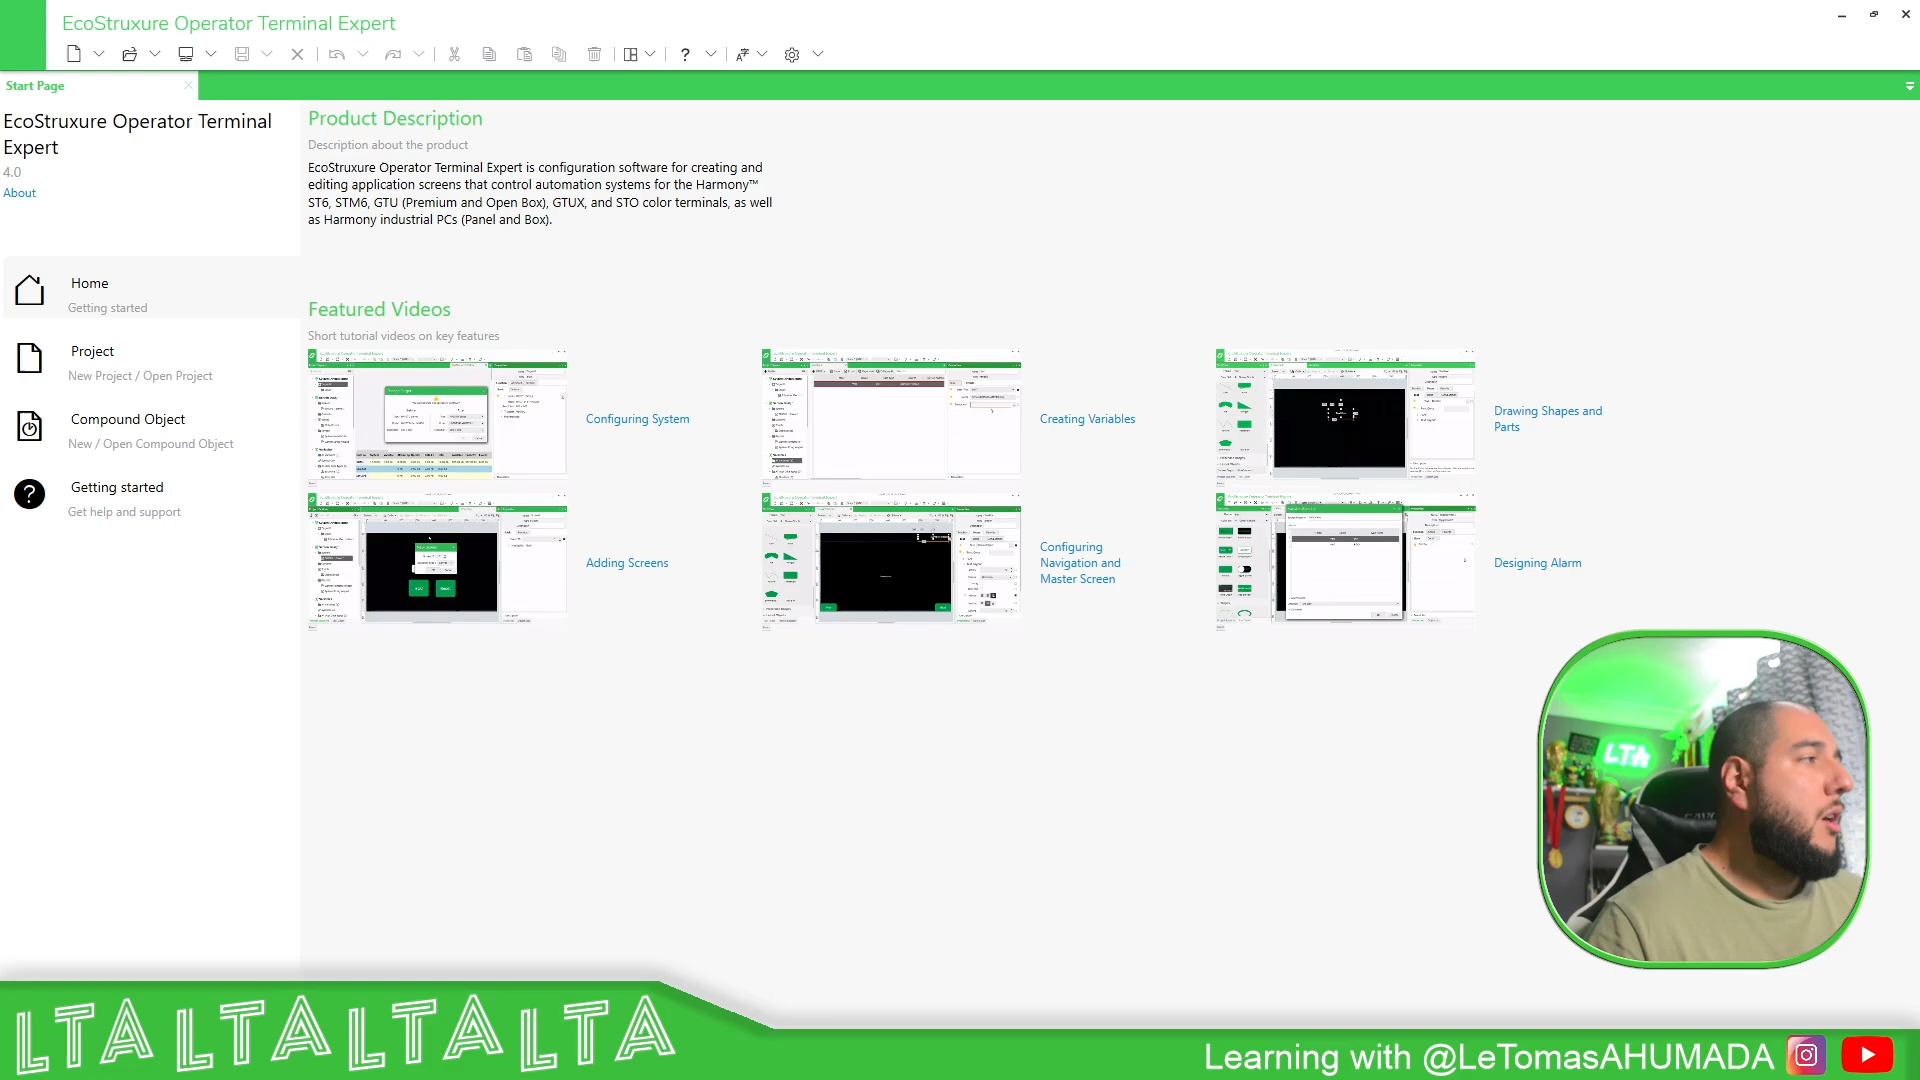 EcoStruxure Operator Terminal Expert
Start Page
EcoStruxure Operator Terminal
Expert
4.0
About
Home
Getting started
Project
New Project / Open Project
Compound Object
New / Open Compound Object
Getting started
Get help and support
Product Description
Description about the product
EcoStruxure Operator Terminal Expert is configuration software for creating and
editing application screens that control automation systems for the Harmony™
ST6, STM6, GTU (Premium and Open Box), GTUX, and STO color terminals, as well
as Harmony industrial PCs (Panel and Box).
Featured Videos
Short tutorial videos on key features
Configuring System
Creating Variables
Drawing Shapes and
Parts
Adding Screens
Configuring
Navigation and
Master Screen
Designing Alarm
LTA
LTALTALTALTA
Learning with @LeTomasAHUMADA